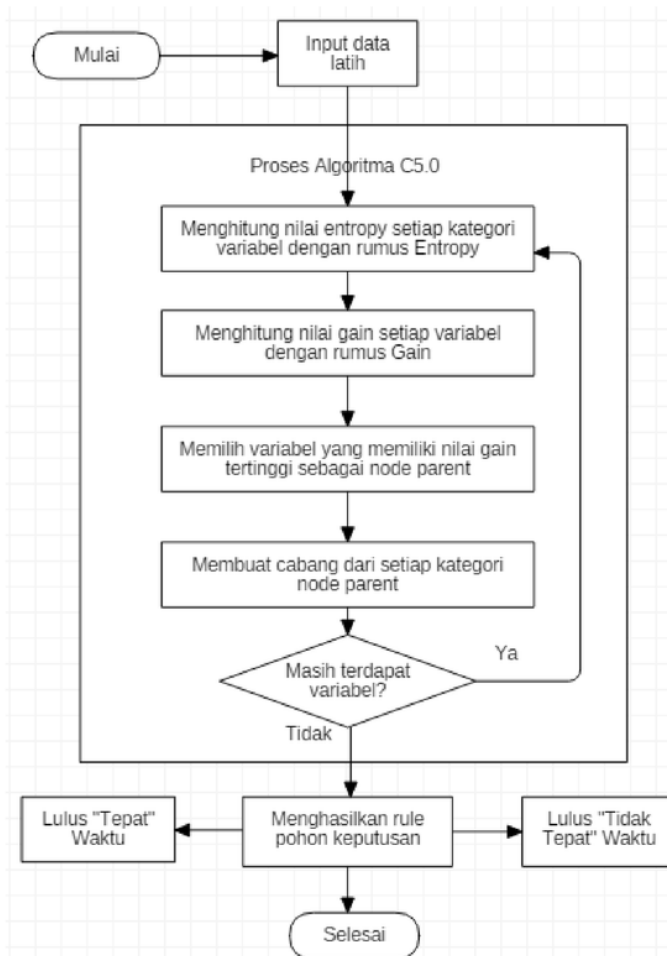 Mulai
Input data
latih
Proses Algoritma C5.0
Menghitung nilai entropy setiap kategori
variabel dengan rumus Entropy
Menghitung nilai gain setiap variabel
dengan rumus Gain
Memilih variabel yang memiliki nilai gain
tertinggi sebagai node parent
Membuat cabang dari setiap kategori
node parent
Masih terdapat
variabel?
Ya
Tidak
Lulus "Tepat"
Waktu
Menghasilkan rule
pohon keputusan
Lulus "Tidak
Tepat" Waktu
Selesai